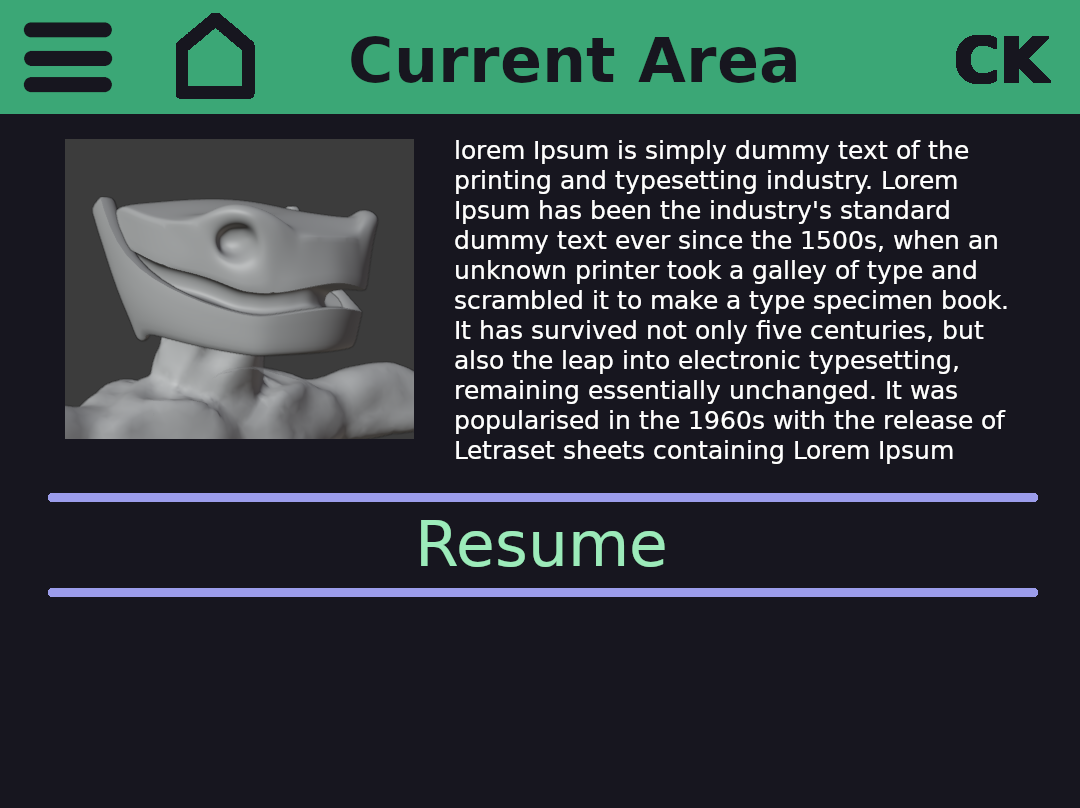 Current Area
CK
lorem Ipsum is simply dummy text of the
printing and typesetting industry. Lorem
Ipsum has been the industry's standard
dummy text ever since the 1500s, when an
unknown printer took a galley of type and
scrambled it to make a type specimen book.
It has survived not only five centuries, but
also the leap into electronic typesetting,
remaining essentially unchanged. It was
popularised in the 1960s with the release of
Letraset sheets containing Lorem Ipsum
Resume